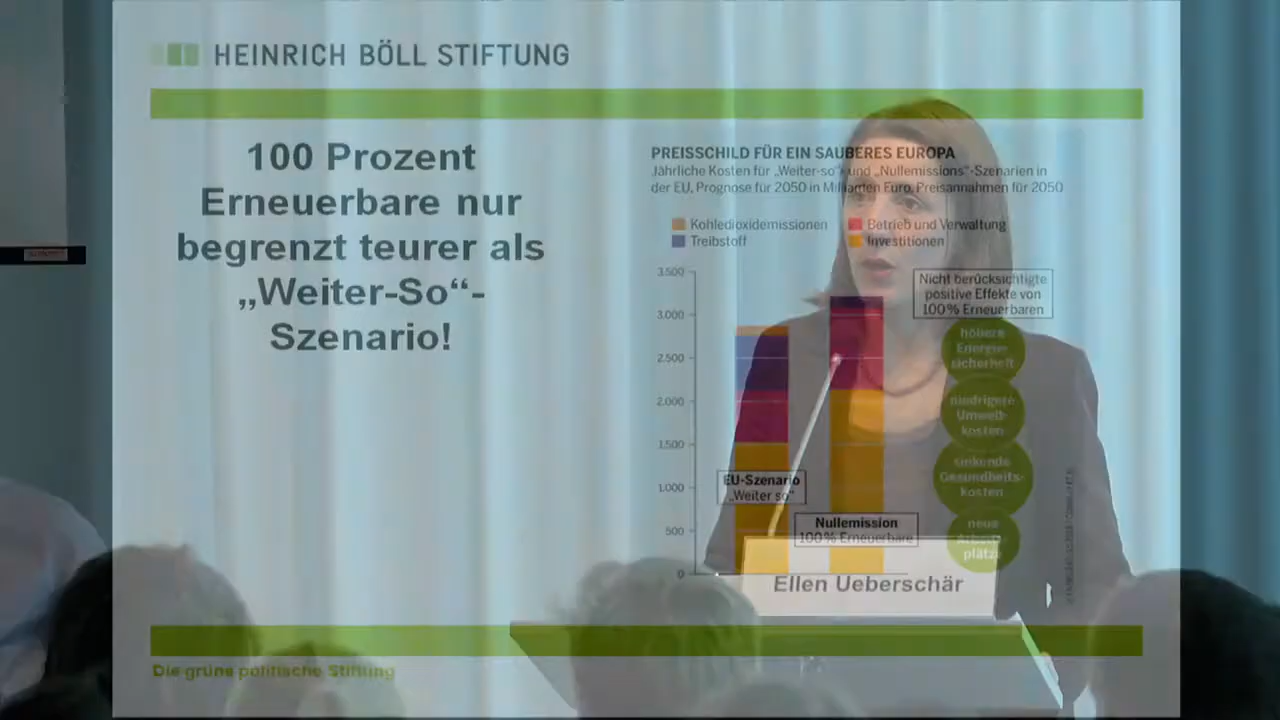 HEINRICH BÖLL STIFTUNG
100 Prozent
Erneuerbare nur
begrenzt teurer als
„Weiter-So“-
Szenario!
PREISSCHILD FÜR EIN SAUBERES EUROPA
Jährliche Kosten für „Weiter-so“- und „Nullemissions“-Szenarien in
der EU, Prognose für 2050 in Milliarden Euro, Preisannahmen für 2050
Kohledioxidemissionen
Betrieb und Verwaltung
Treibstoff
Investitionen
3.500
3.000
2.500
2.000
1.500
1.000
500
0
Nicht berücksichtigte
positive Effekte von
100 % Erneuerbaren
höhere
Energie-
sicherheit
niedrigere
Umwelt-
kosten
sinkende
Gesundheits-
kosten
neue
Arbeits-
plätze
EU-Szenario
„Weiter so“
Nullemission
100 % Erneuerbare
Ellen Ueberschär
Die grüne politische Stiftung